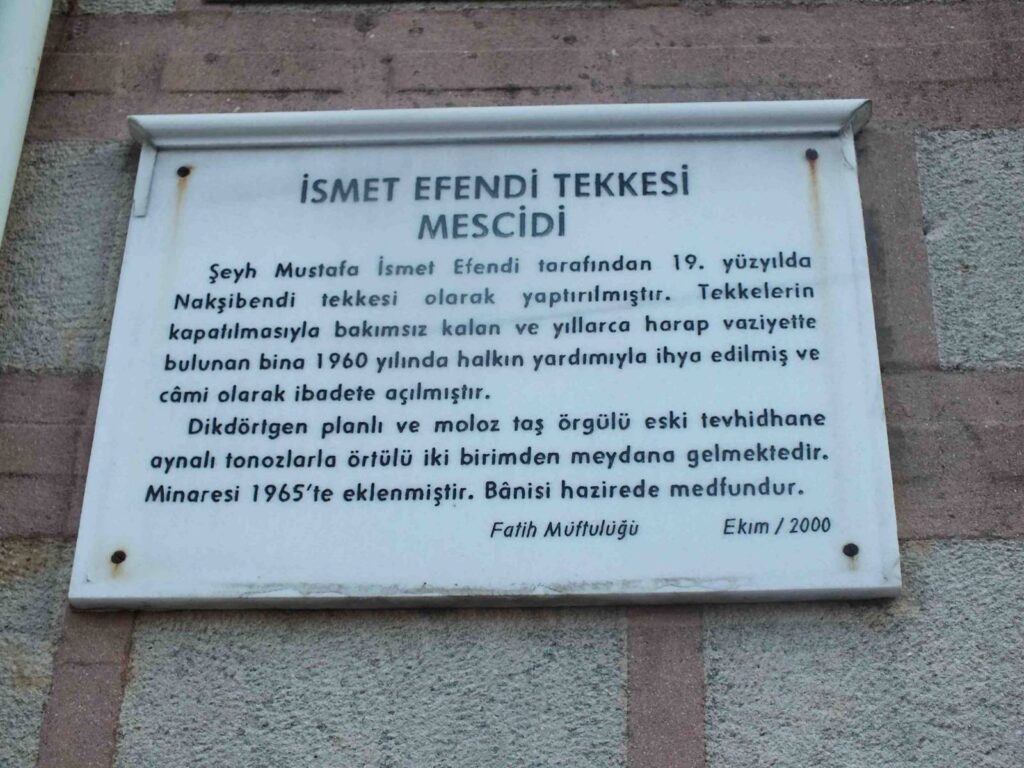 İSMET EFENDİ TEKKESİ
MESCİDİ
Şeyh Mustafa İsmet Efendi tarafından 19. yüzyılda
Nakşibendi tekkesi olarak yaptırılmıştır. Tekkelerin
kapatılmasıyla bakımsız kalan ve yıllarca harap vaziyette
bulunan bina 1960 yılında halkın yardımıyla ihya edilmiş ve
câmi olarak ibadete açılmıştır.
Dikdörtgen planlı ve moloz taş örgülü eski tevhidhane
aynalı tonozlarla örtülü iki birimden meydana gelmektedir.
Minaresi 1965'te eklenmiştir. Bânisi hazirede medfundur.
Fatih Müftülüğü Ekim / 2000